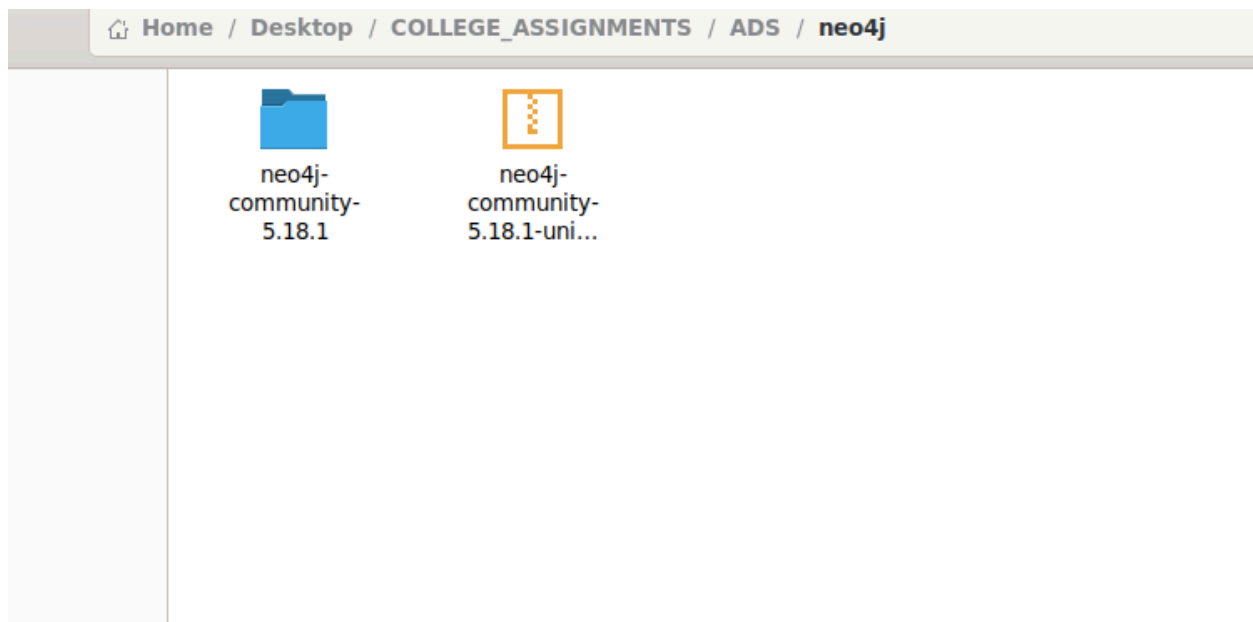 Home / Desktop / COLLEGE_ASSIGNMENTS / ADS / neo4j
neo4j-
community-
5.18.1
neo4j-
community-
5.18.1-uni...